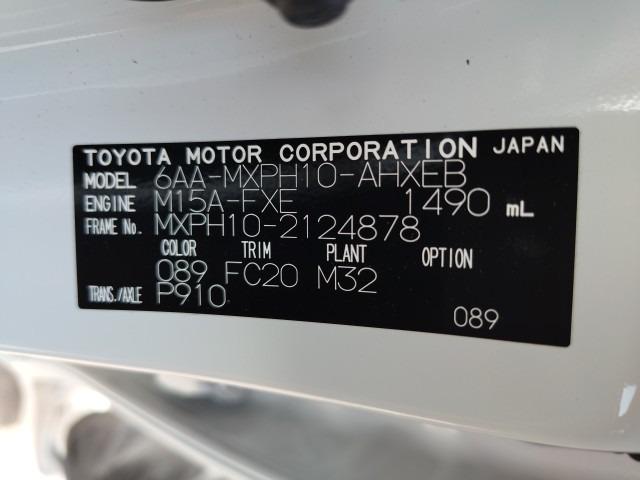 TOYOTA MOTOR CORPORATION JAPAN
MODEL 6AA-MXPH10-AHXEB
ENGINE M15A-FXE 1490 mL
FRAME No. MXPH10-2124878
COLOR TRIM PLANT OPTION
089 FC20 M32
TRANS./AXLE P910
089